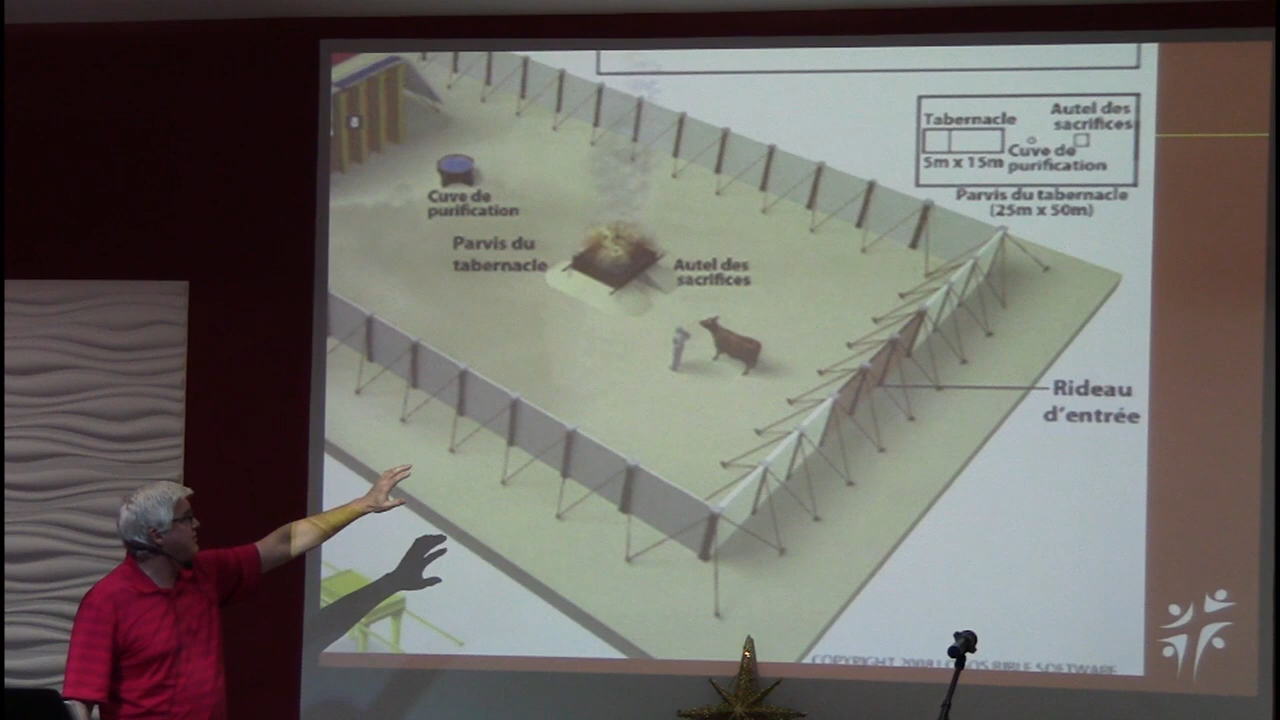 Tabernacle
Autel des
sacrifices
Cuve de
5m x 15m
purification
Parvis du tabernacle
(25m x 50m)
Cuve de
purification
Parvis du
tabernacle
Autel des
sacrifices
Rideau
d'entrée
COPYRIGHT 2008 LOGOS BIBLE SOFTWARE